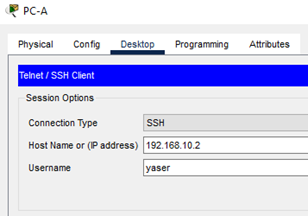 PC-A
Physical Config Desktop Programming Attributes
Telnet / SSH Client
Session Options
Connection Type SSH
Host Name or (IP address) 192.168.10.2
Username yaser